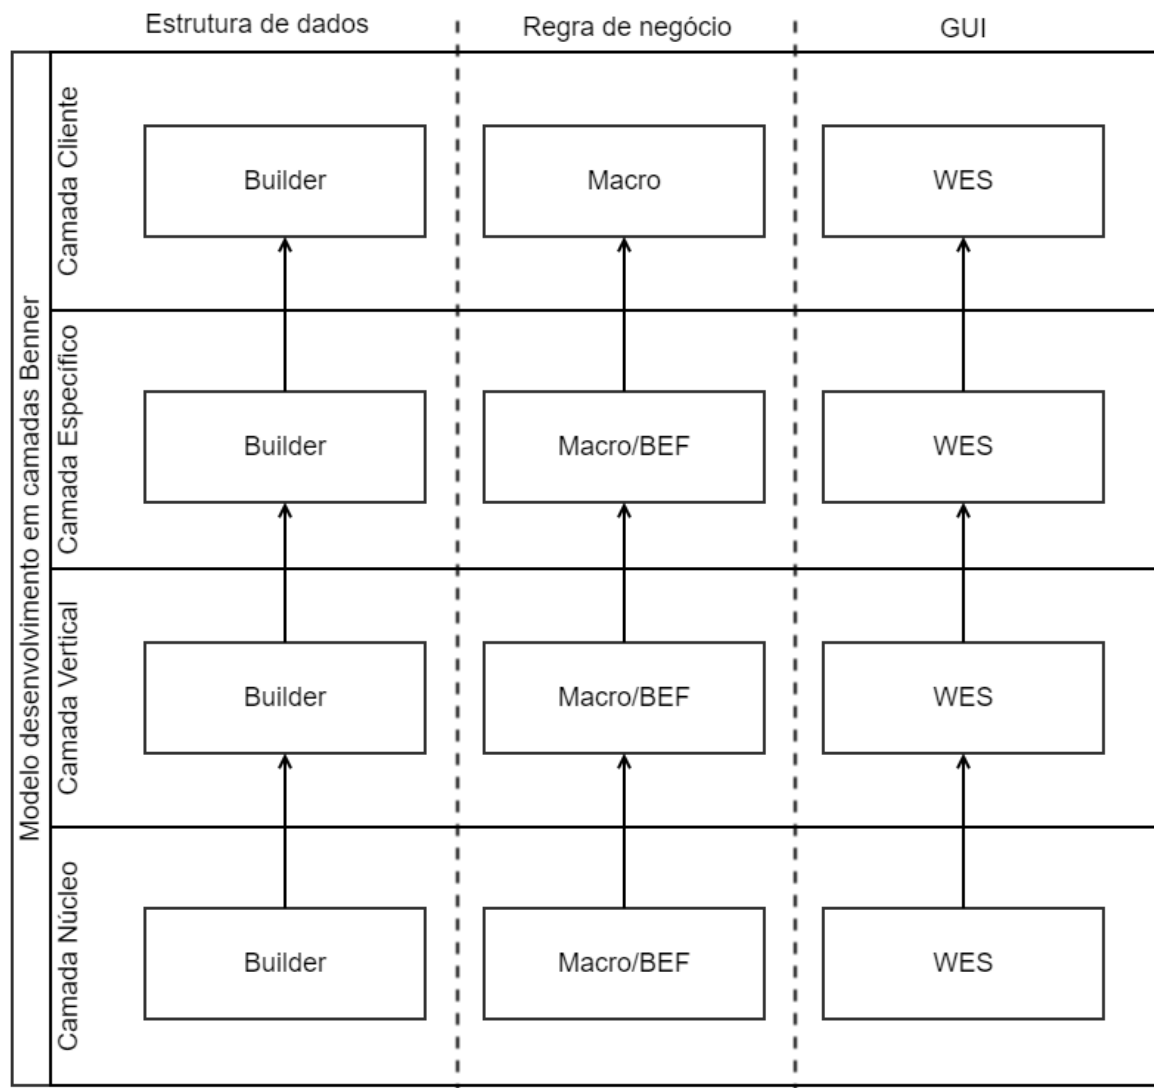 Estrutura de dados
Regra de negócio
GUI
Modelo desenvolvimento em camadas Benner
Camada Cliente
Builder
Macro
WES
Camada Específico
Builder
Macro/BEF
WES
Camada Vertical
Builder
Macro/BEF
WES
Camada Núcleo
Builder
Macro/BEF
WES